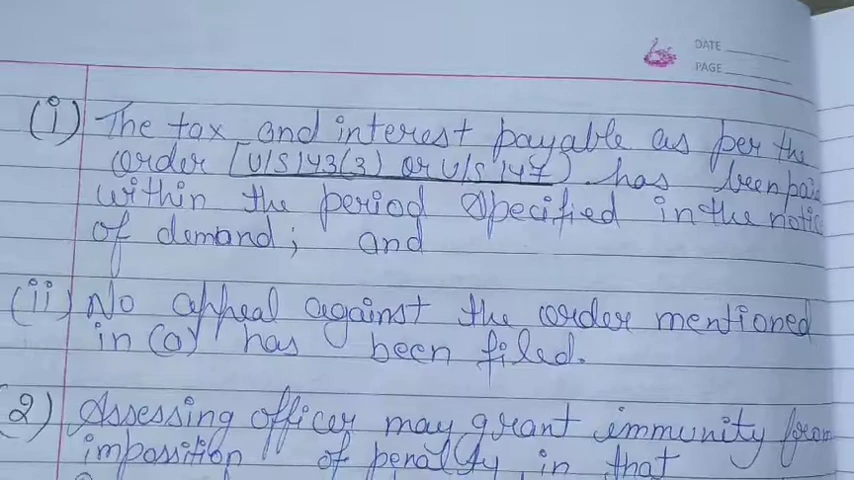 DATE
PAGE
(i) The tax and interest payable as per the
order [U/S 143(3) or U/S 147) has been paid
within the period specified in the notic
of demand; and
(ii) No appeal against the order mentioned
in (a) has been filed.
(2) Assessing officer may grant immunity from
imposition of penalty in that